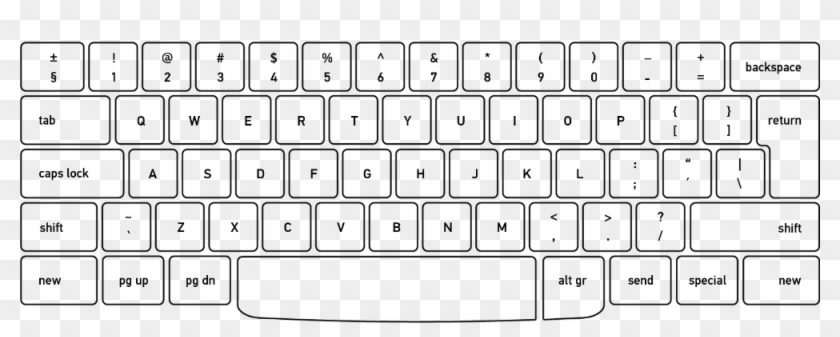 ± ! @ # $ % ^ & * ( ) _ +
§ 1 2 3 4 5 6 7 8 9 0 - = backspace
tab Q W E R T Y U I O P { [ } ] return
caps lock A S D F G H J K L : ; “ ´ | \
shift ~ ` Z X C V B N M < , > . ? / shift
new pg up pg dn alt gr send special new